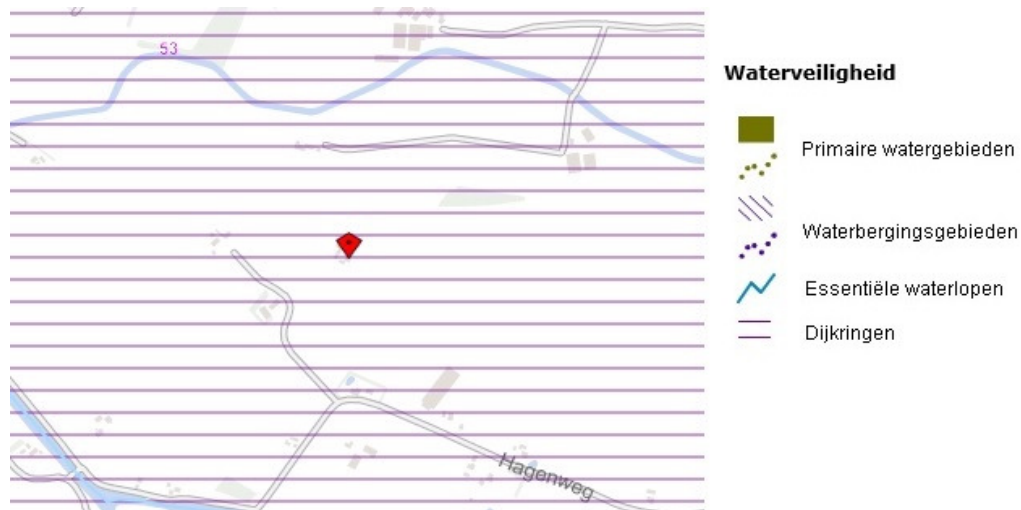 53
Hagenweg
Waterveiligheid
Primaire watergebieden
Waterbergingsgebieden
Essentiële waterlopen
Dijkringen